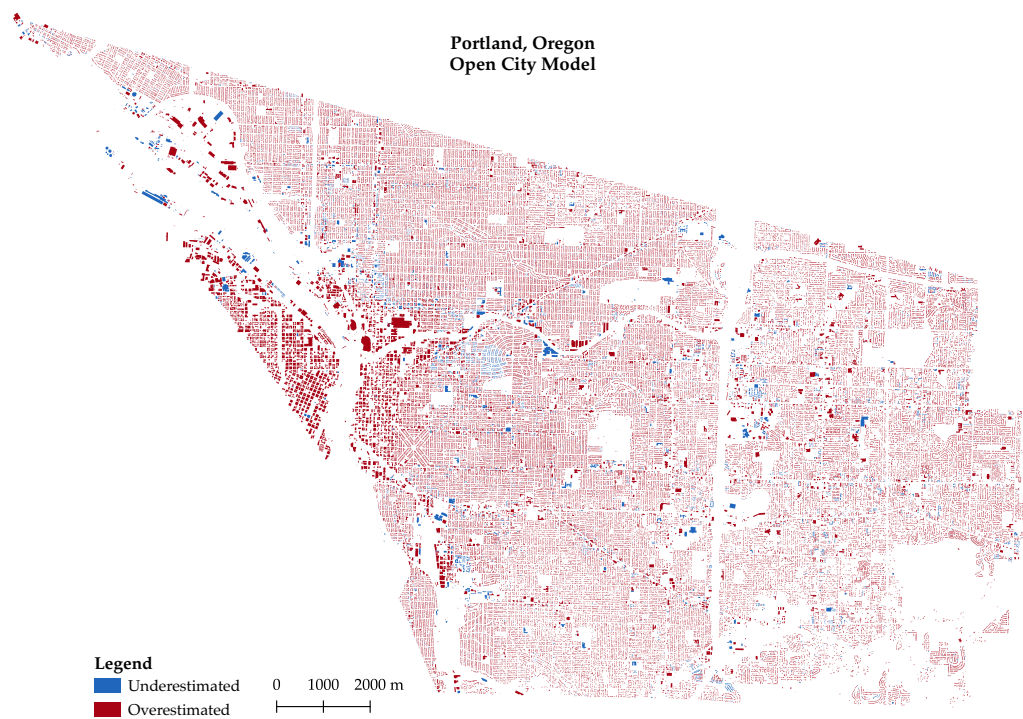 Portland, Oregon
Open City Model
Legend
Underestimated
Overestimated
0 1000 2000 m